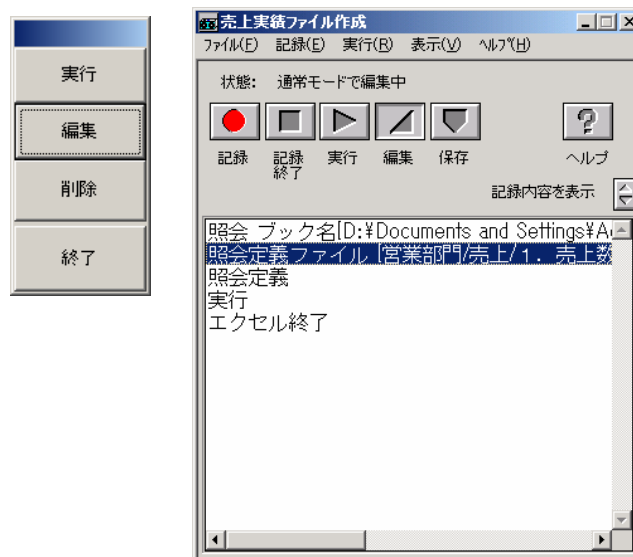 実行
編集
削除
終了
売上実績ファイル作成
ﾌｧｲﾙ(F) 記録(E) 実行(R) 表示(V) ﾍﾙﾌﾟ(H)
状態: 通常モードで編集中
記録 記録終了 実行 編集 保存 ヘルプ
記録内容を表示
照会 ブック名[D:¥Documents and Settings¥A
照会定義ファイル [営業部門/売上/１．売上数
照会定義
実行
エクセル終了